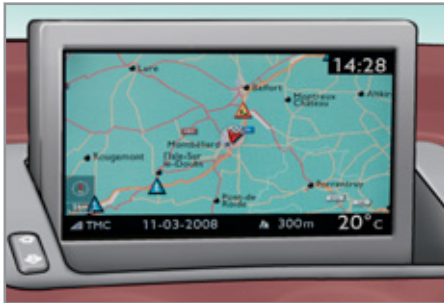 14:28
Lure
Belfort
Montreux
Château
Montbéliard
Rougemont
l'Isle-Sur
le-Doubs
Pont-de
Roide
Porrentruy
TMC 11-03-2008 300m 20°c